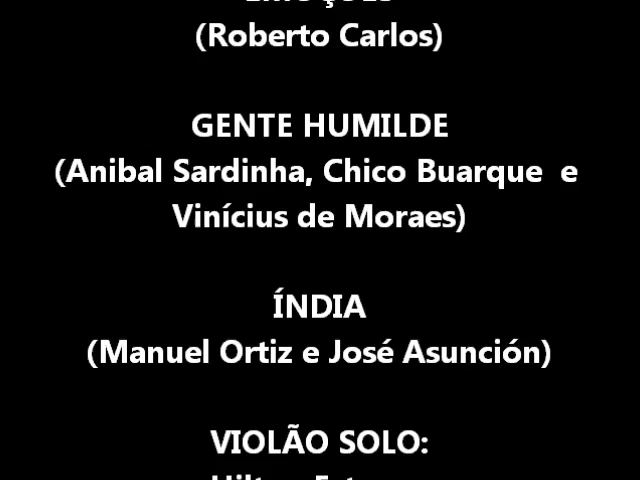 (Roberto Carlos)
GENTE HUMILDE
(Anibal Sardinha, Chico Buarque e
Vinícius de Moraes)
ÍNDIA
(Manuel Ortiz e José Asunción)
VIOLÃO SOLO: